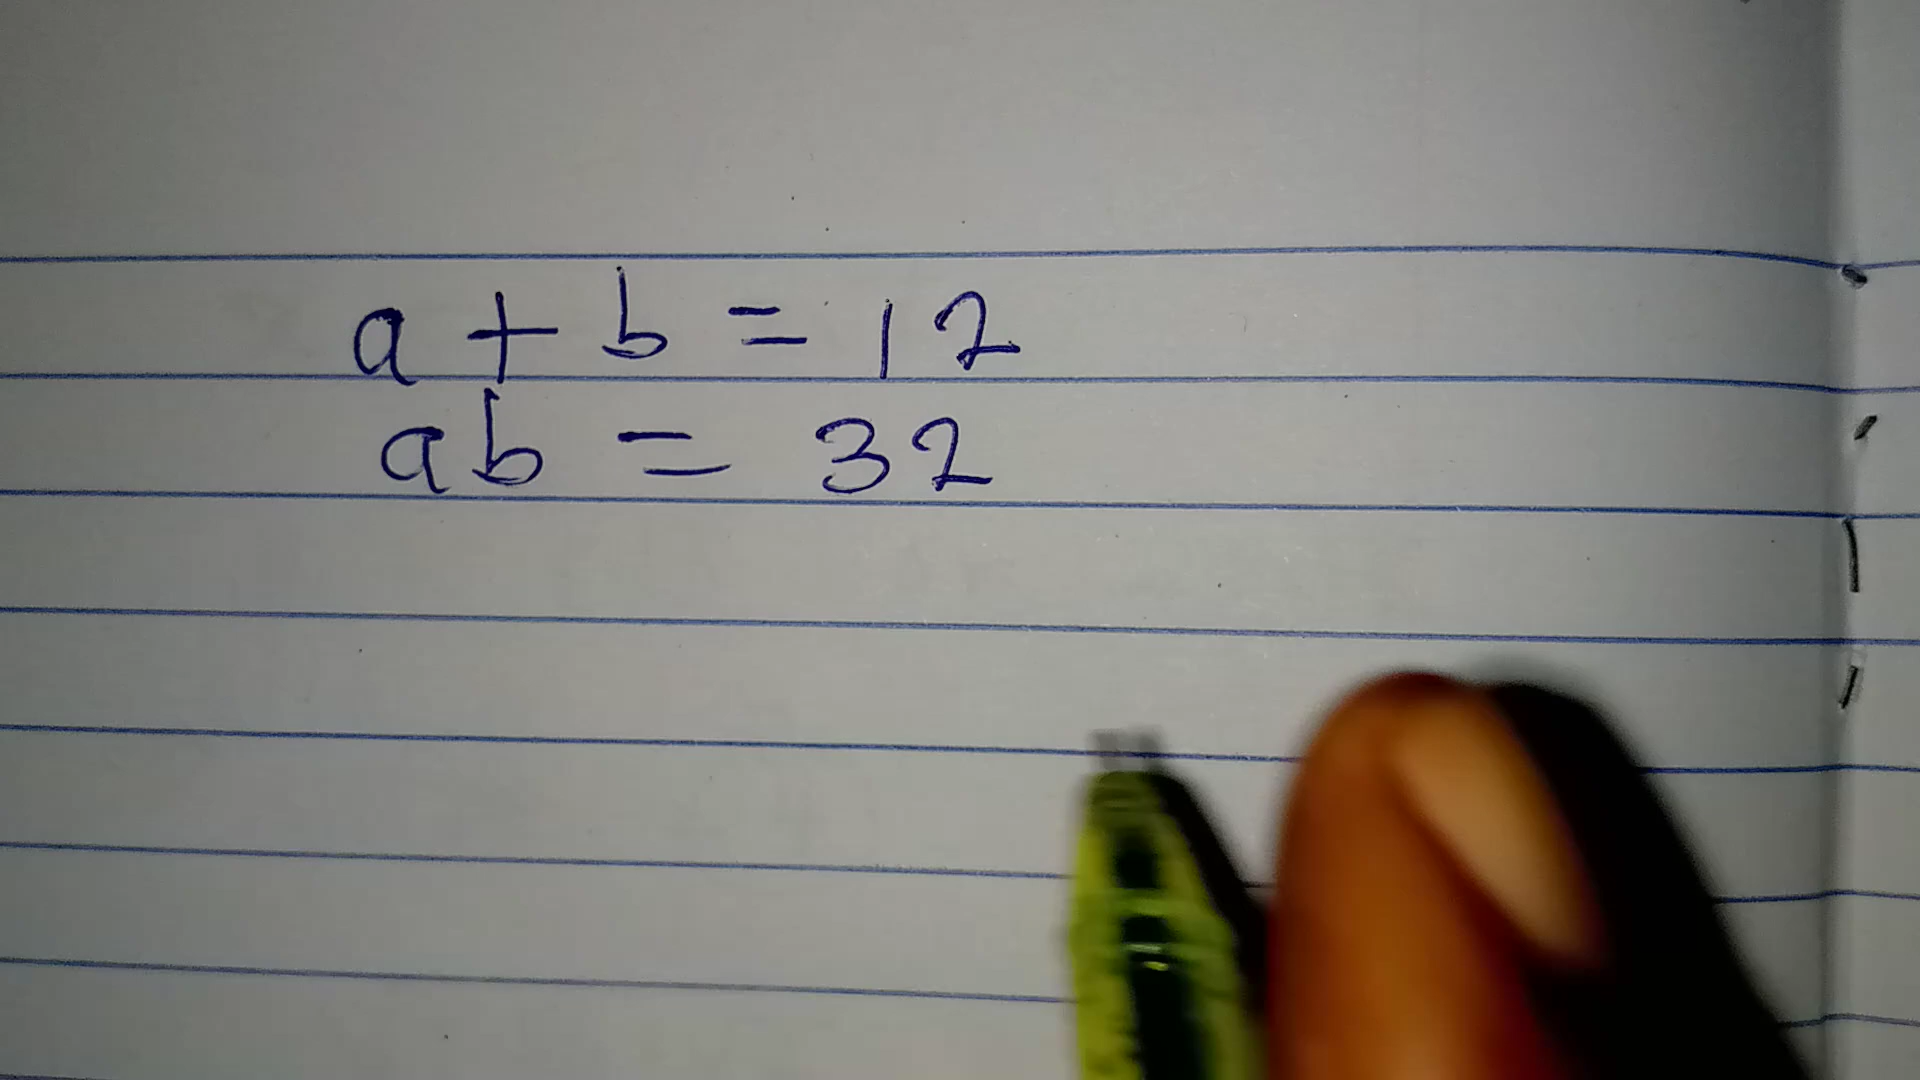 a + b = 12
ab = 32